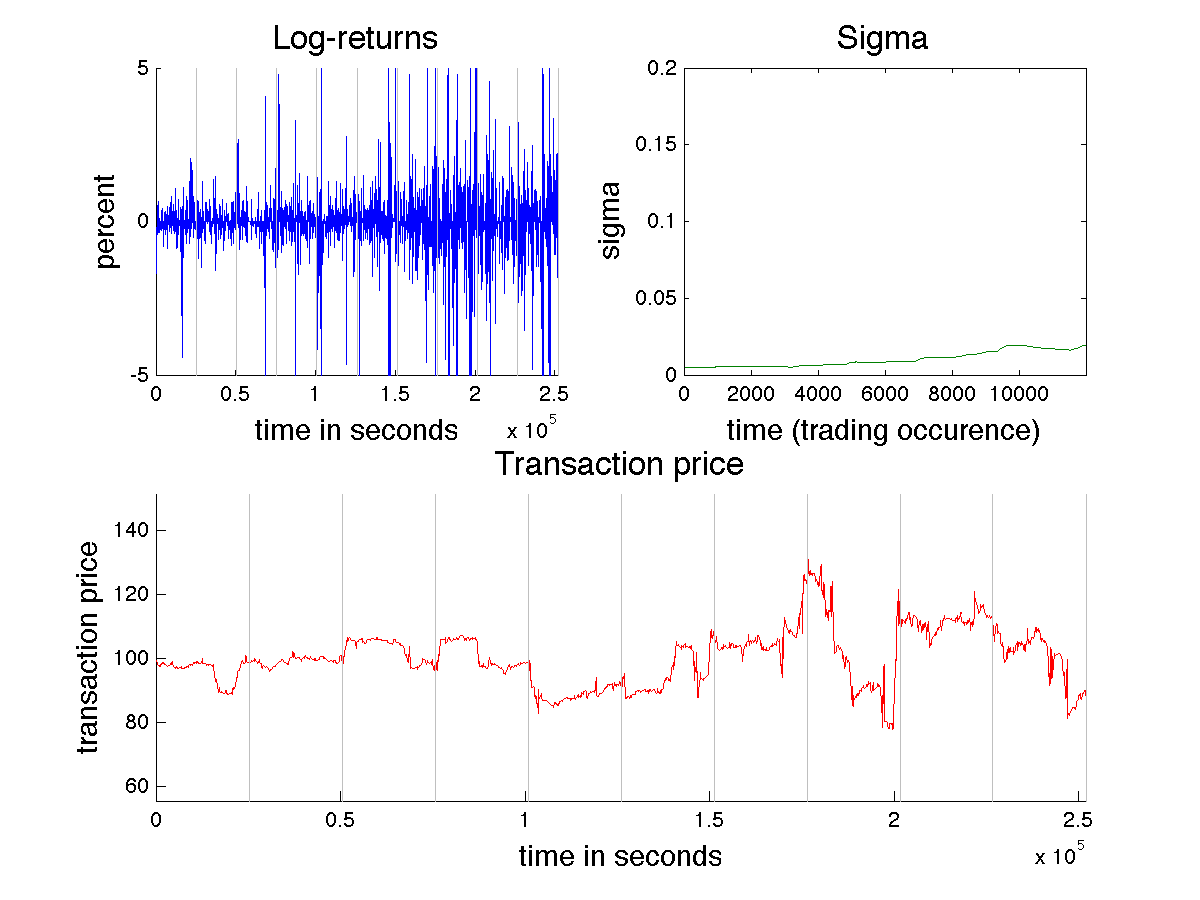 Log-returns
5
0
-5
percent
0 0.5 1 1.5 2 2.5
x 10^5
time in seconds
Sigma
0.2
0.15
0.1
0.05
0
sigma
0 2000 4000 6000 8000 10000
time (trading occurence)
Transaction price
140
120
100
80
60
transaction price
0 0.5 1 1.5 2 2.5
x 10^5
time in seconds